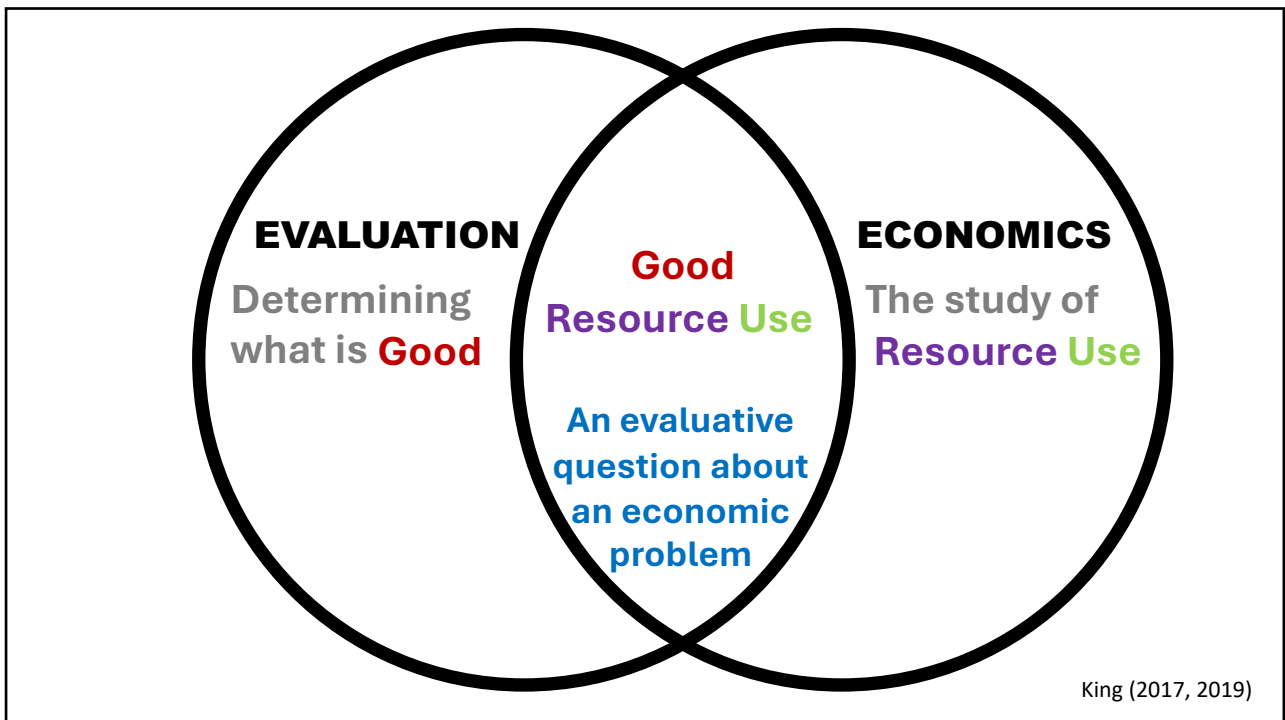 EVALUATION
Determining
what is Good
Good
Resource Use
An evaluative
question about
an economic
problem
ECONOMICS
The study of
Resource Use
King (2017, 2019)